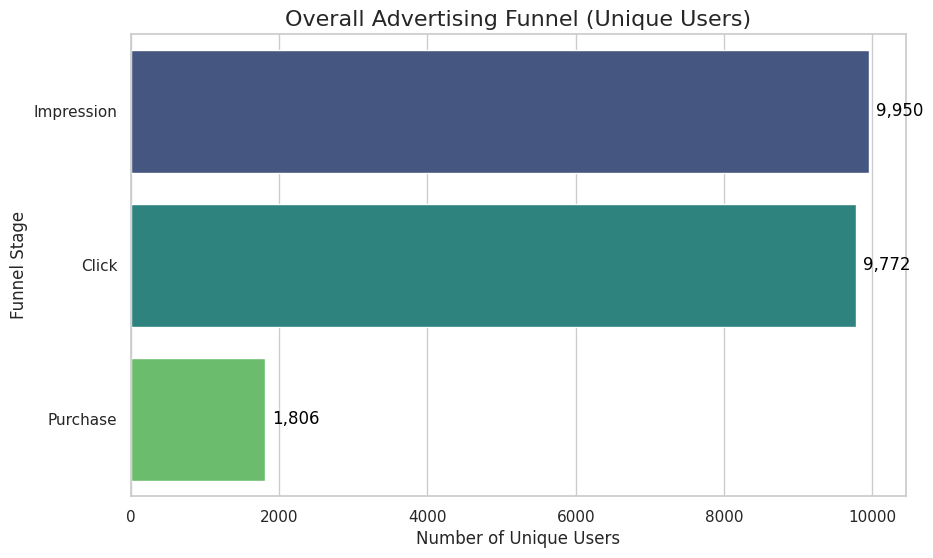 Overall Advertising Funnel (Unique Users)
Impression
9,950
Click
9,772
Purchase
1,806
Funnel Stage
0 2000 4000 6000 8000 10000
Number of Unique Users